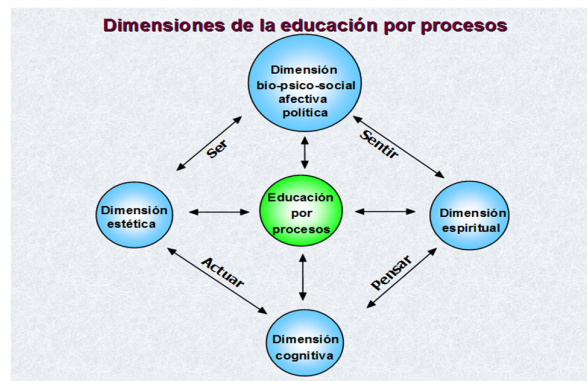 Dimensiones de la educación por procesos
Dimensión
bio-psico-social
afectiva
política
Ser
Sentir
Dimensión
estética
Educación
por
procesos
Dimensión
espiritual
Actuar
Pensar
Dimensión
cognitiva